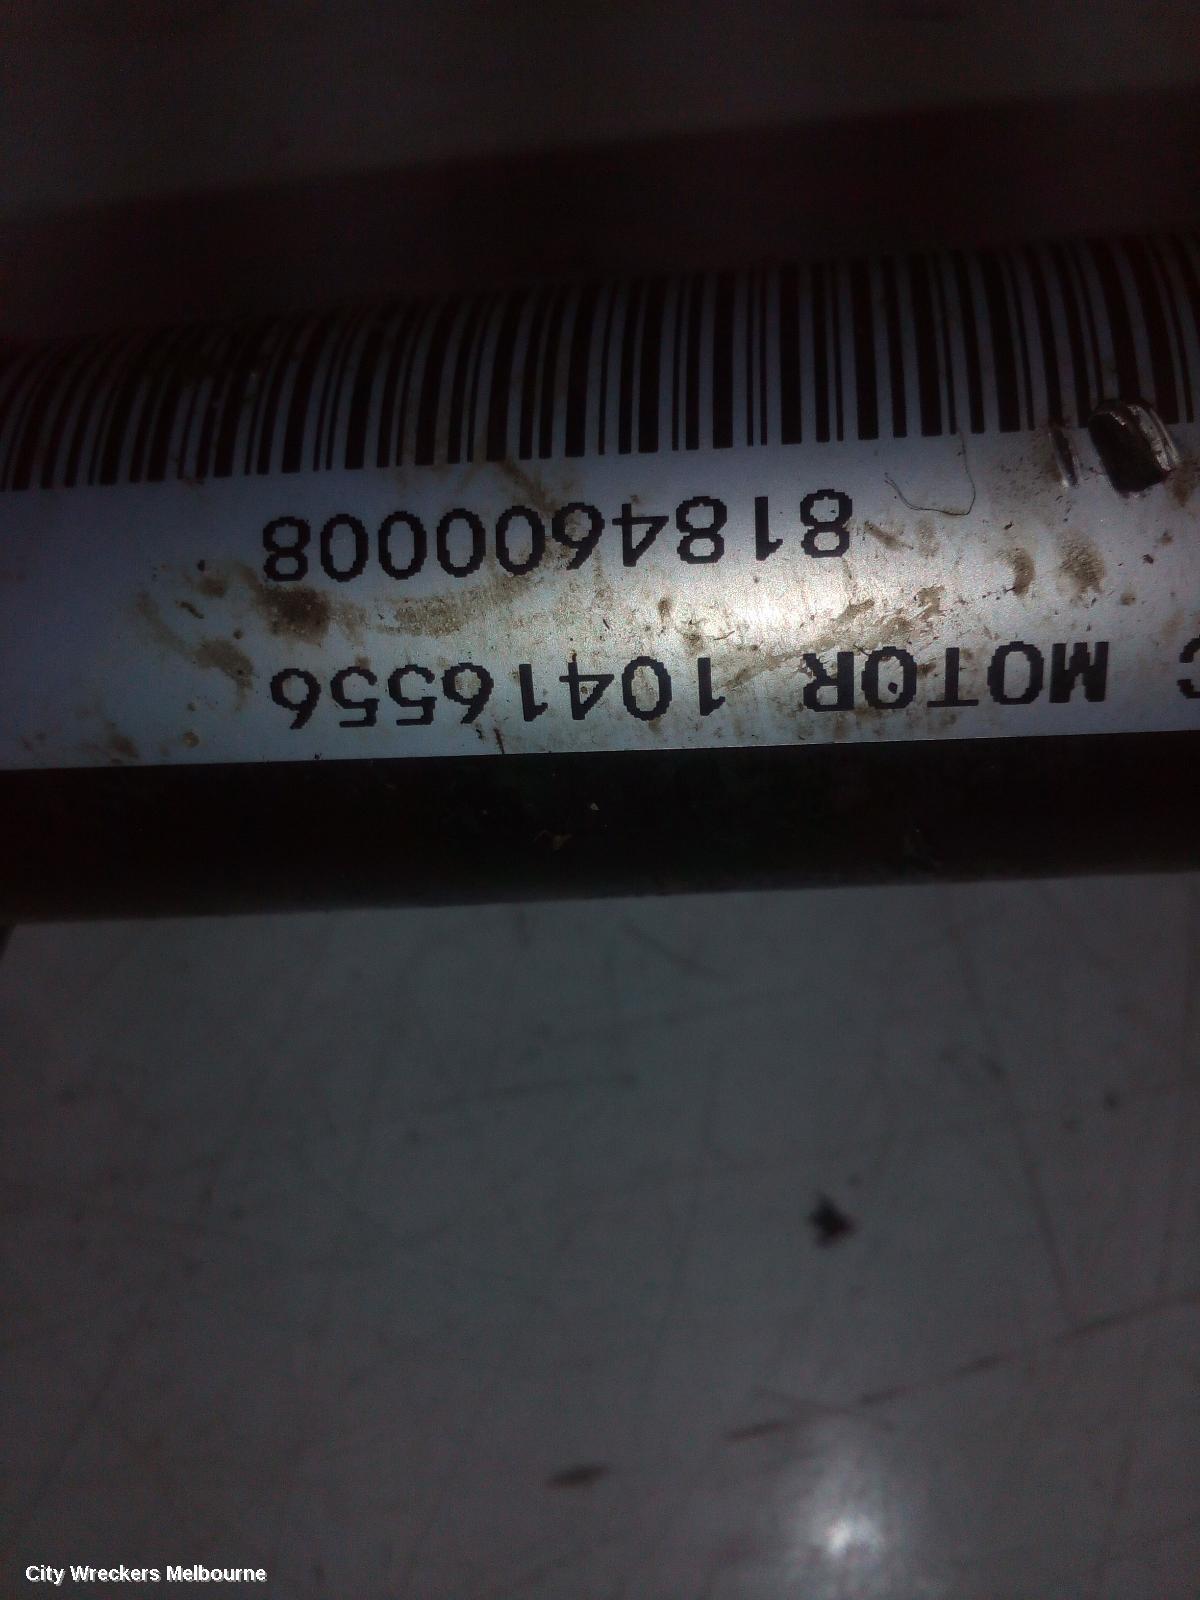 C MOTOR 10416556
8184600008
City Wreckers Melbourne